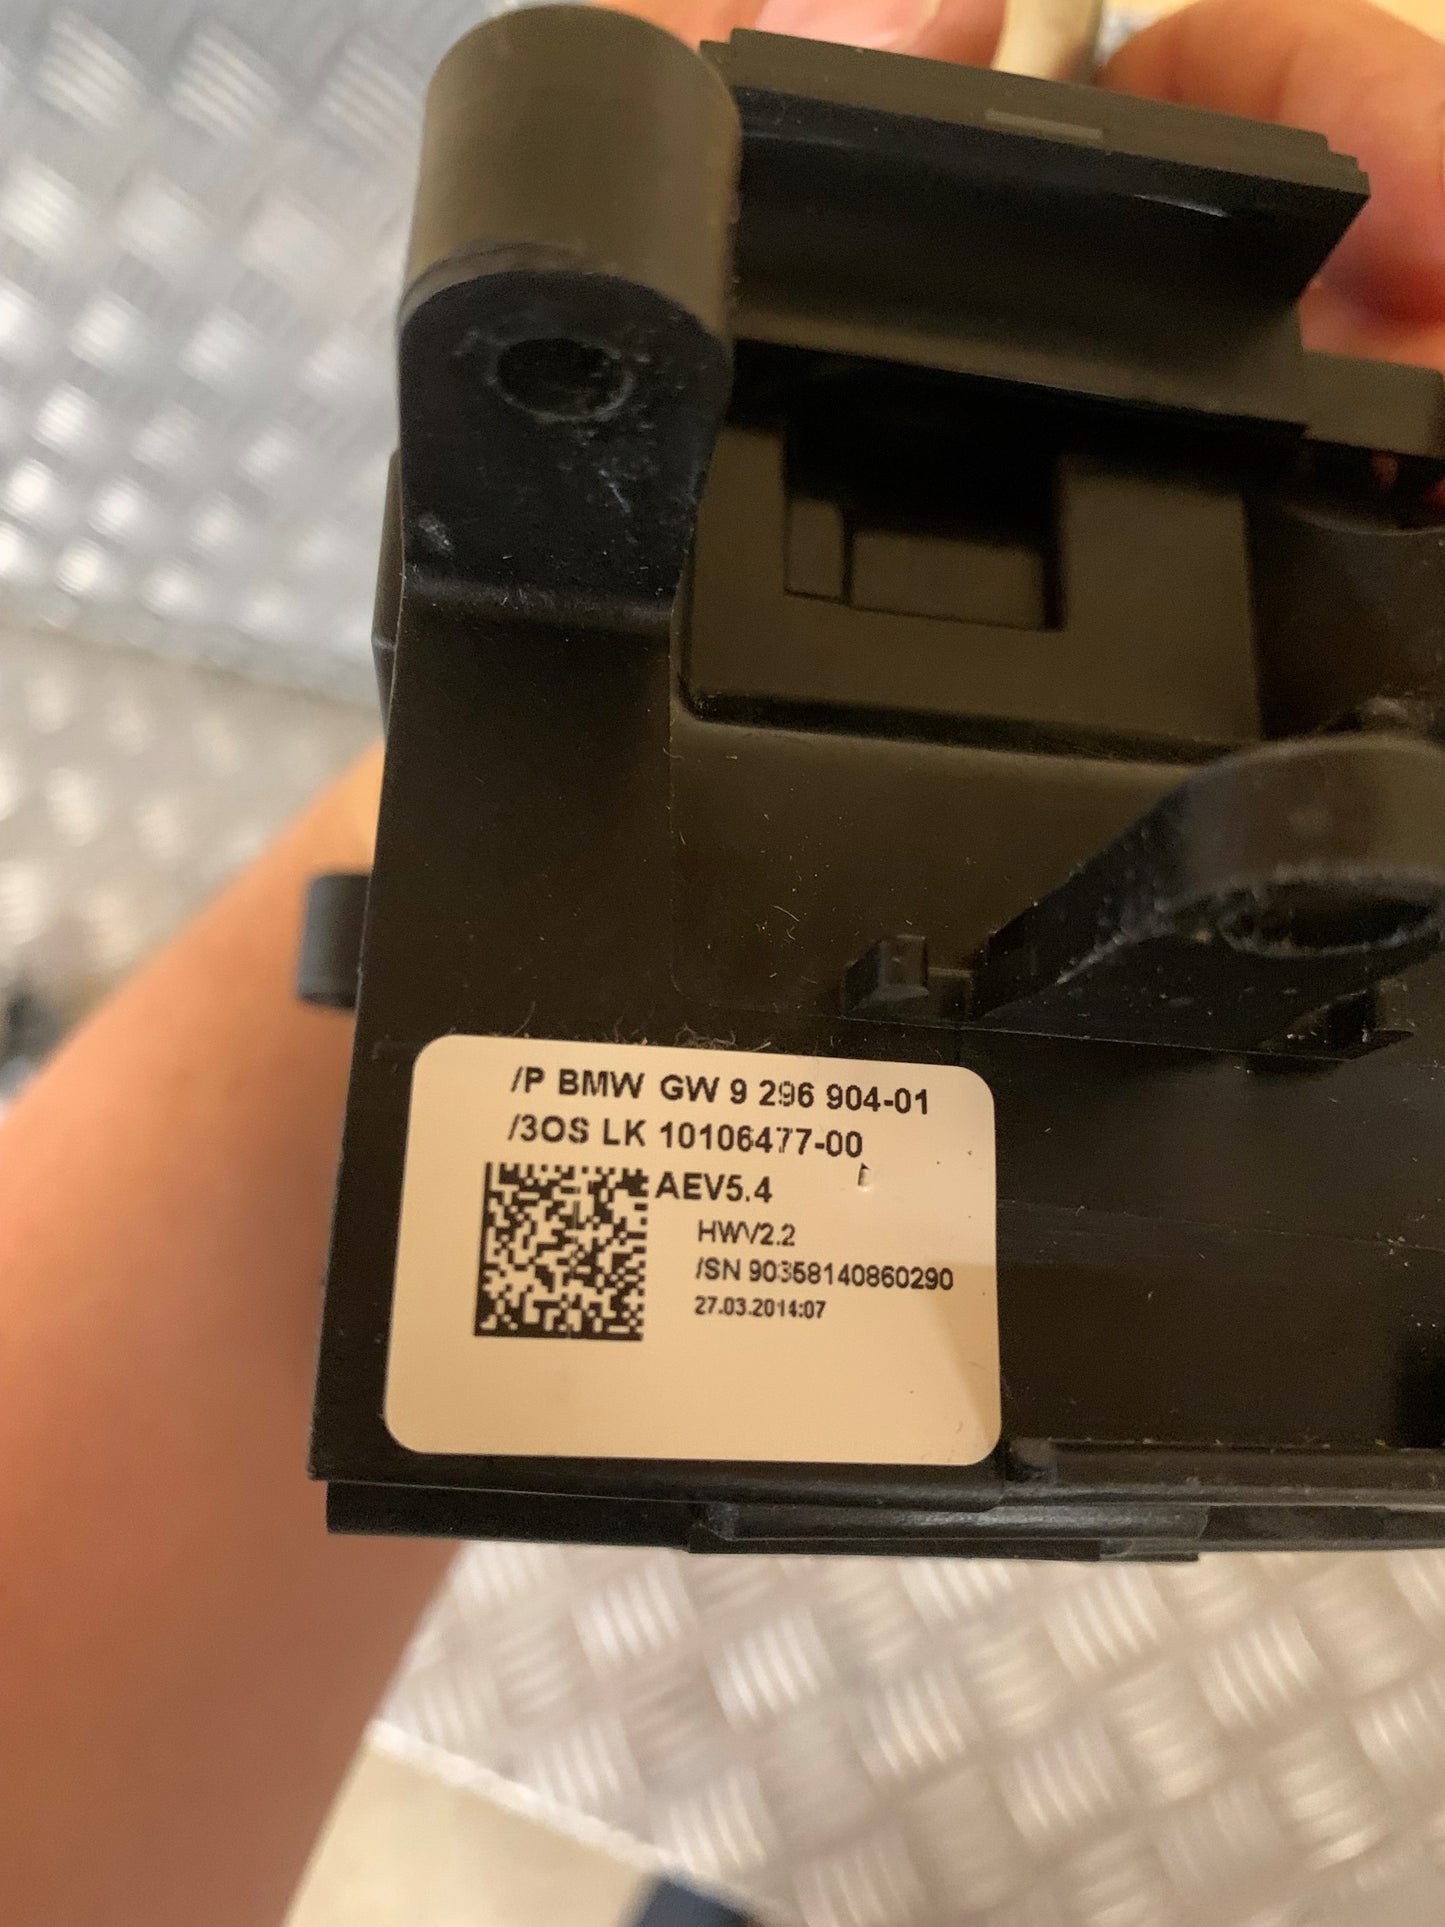 /P BMW GW 9 296 904-01
/3OS LK 10106477-00
AEV5.4
HWV2.2
/SN 90358140860290
27.03.2014:07